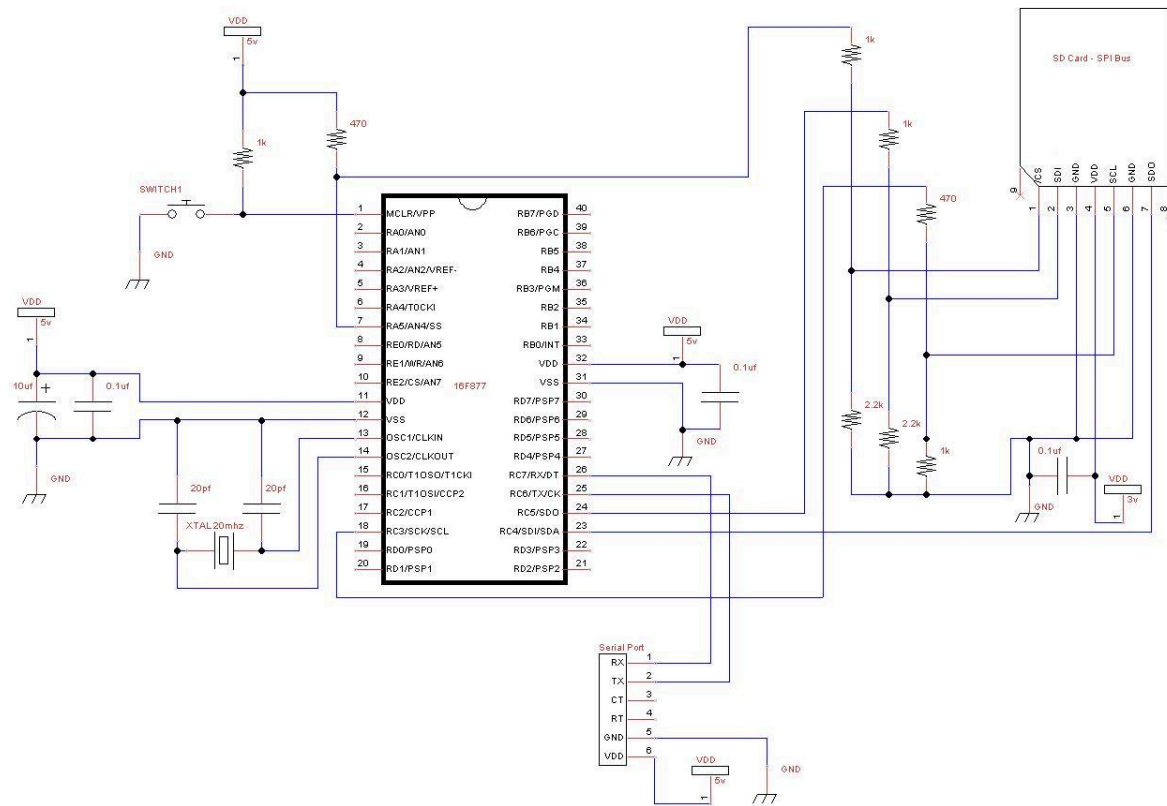 VDD
5v
1
1k
470
SWITCH1
GND
1k
1k
470
SD Card - SPI Bus
/CS
SDI
GND
VDD
SCL
GND
SDO
9
1
2
3
4
5
6
7
8
1 MCLR/VPP
2 RA0/AN0
3 RA1/AN1
4 RA2/AN2/VREF-
5 RA3/VREF+
6 RA4/TOCKI
7 RA5/AN4/SS
8 RE0/RD/AN5
9 RE1/WR/AN6
10 RE2/CS/AN7
11 VDD
12 VSS
13 OSC1/CLKIN
14 OSC2/CLKOUT
15 RC0/T1OSO/T1CKI
16 RC1/T1OSI/CCP2
17 RC2/CCP1
18 RC3/SCK/SCL
19 RD0/PSP0
20 RD1/PSP1
16F877
RB7/PGD 40
RB6/PGC 39
RB5 38
RB4 37
RB3/PGM 36
RB2 35
RB1 34
RB0/INT 33
VDD 32
VSS 31
RD7/PSP7 30
RD6/PSP6 29
RD5/PSP5 28
RD4/PSP4 27
RC7/RX/DT 26
RC6/TX/CK 25
RC5/SDO 24
RC4/SDI/SDA 23
RD3/PSP3 22
RD2/PSP2 21
VDD
5v
1
10uf
+
0.1uf
GND
20pf
20pf
XTAL20mhz
VDD
5v
1
0.1uf
GND
2.2k
2.2k
1k
0.1uf
GND
VDD
3v
1
Serial Port
RX 1
TX 2
CT 3
RT 4
GND 5
VDD 6
VDD
5v
1
GND